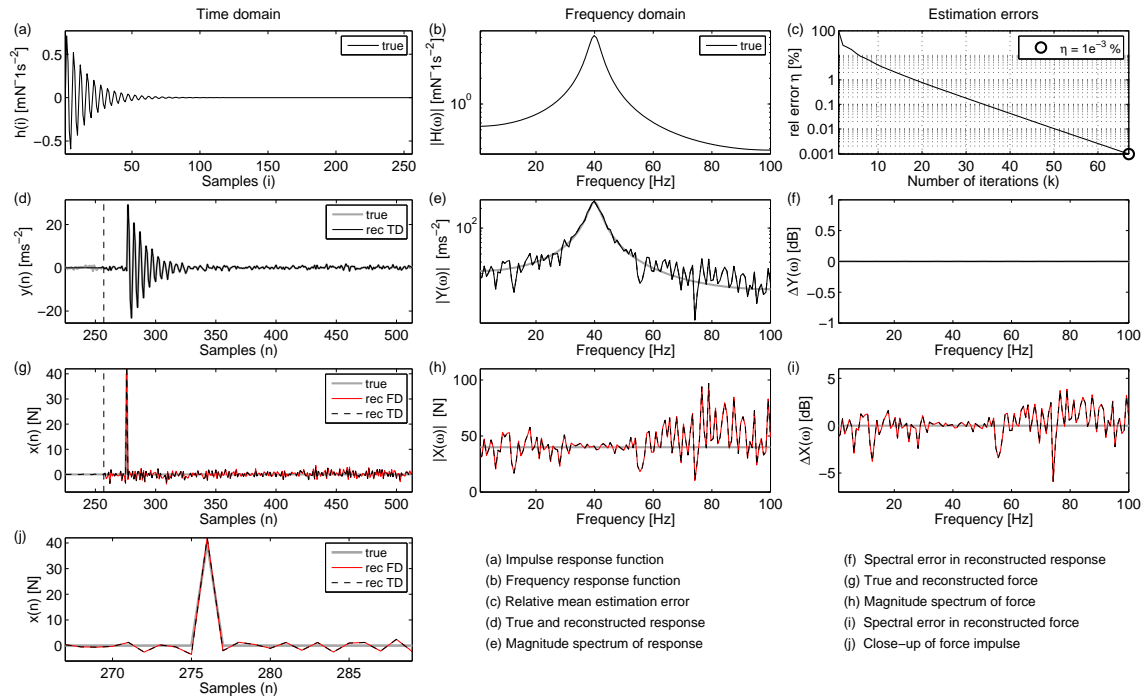 Time domain
Frequency domain
Estimation errors
(a)
h(i) [mN⁻1s⁻²]
0.5
0
−0.5
50
100
150
200
250
Samples (i)
true
(b)
|H(ω)| [mN⁻1s⁻²]
10⁰
20
40
60
80
100
Frequency [Hz]
true
(c)
rel error η [%]
100
10
1
0.1
0.01
0.001
20
40
60
Number of iterations (k)
η = 1e⁻³ %
(d)
y(n) [ms⁻²]
20
0
−20
250
300
350
400
450
500
Samples (n)
true
rec TD
(e)
|Y(ω)| [ms⁻²]
10²
20
40
60
80
100
Frequency [Hz]
(f)
ΔY(ω) [dB]
1
0.5
0
−0.5
−1
20
40
60
80
100
Frequency [Hz]
(g)
x(n) [N]
40
30
20
10
0
250
300
350
400
450
500
Samples (n)
true
rec FD
rec TD
(h)
|X(ω)| [N]
100
50
0
20
40
60
80
100
Frequency [Hz]
(i)
ΔX(ω) [dB]
5
0
−5
20
40
60
80
100
Frequency [Hz]
(j)
x(n) [N]
40
30
20
10
0
270
275
280
285
Samples (n)
true
rec FD
rec TD
(a) Impulse response function
(b) Frequency response function
(c) Relative mean estimation error
(d) True and reconstructed response
(e) Magnitude spectrum of response
(f) Spectral error in reconstructed response
(g) True and reconstructed force
(h) Magnitude spectrum of force
(i) Spectral error in reconstructed force
(j) Close−up of force impulse